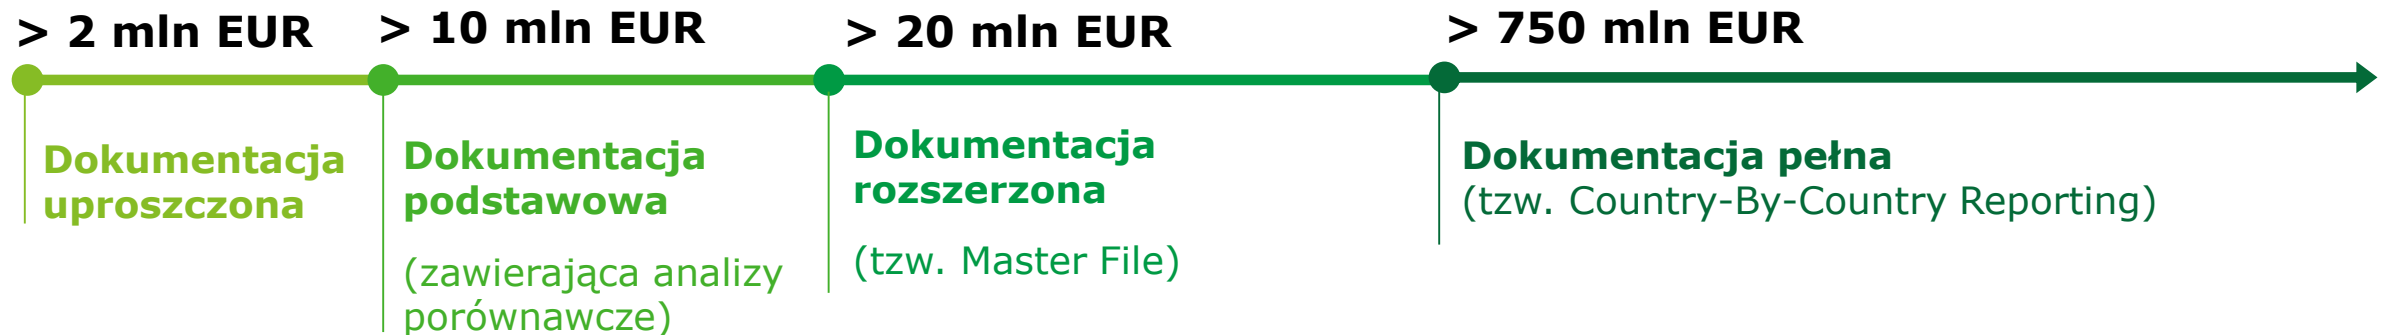 > 2 mln EUR
> 10 mln EUR
> 20 mln EUR
> 750 mln EUR
Dokumentacja
uproszczona
Dokumentacja
podstawowa
(zawierająca analizy
porównawcze)
Dokumentacja
rozszerzona
(tzw. Master File)
Dokumentacja pełna
(tzw. Country-By-Country Reporting)